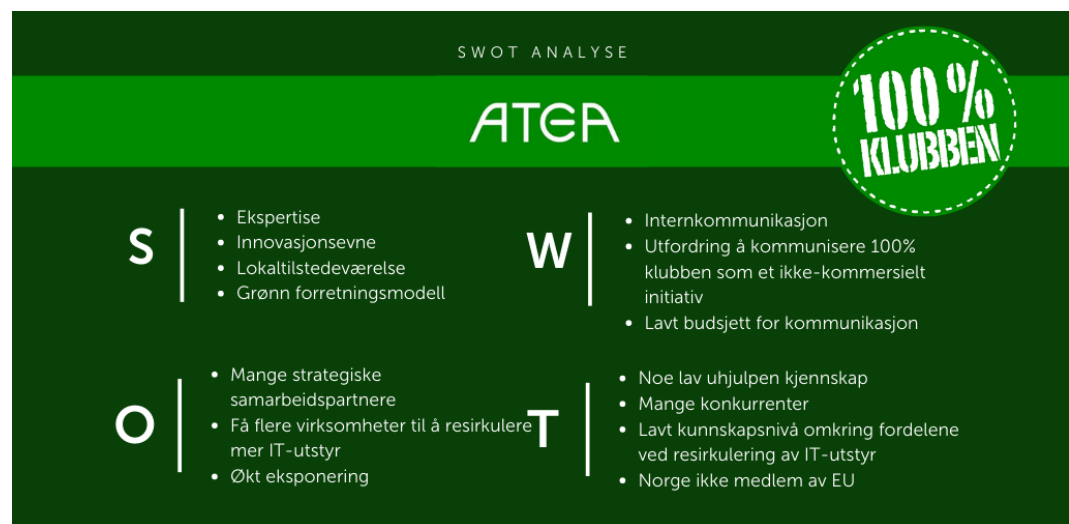 SWOT ANALYSE
ATEA
100%
KLUBBEN
S
• Ekspertise
• Innovasjonsevne
• Lokaltilstedeværelse
• Grønn forretningsmodell
W
• Internkommunikasjon
• Utfordring å kommunisere 100%
klubben som et ikke-kommersielt
initiativ
• Lavt budsjett for kommunikasjon
O
• Mange strategiske
samarbeidspartnere
• Få flere virksomheter til å resirkulere
mer IT-utstyr
• Økt eksponering
T
• Noe lav uhjulpen kjennskap
• Mange konkurrenter
• Lavt kunnskapsnivå omkring fordelene
ved resirkulering av IT-utstyr
• Norge ikke medlem av EU